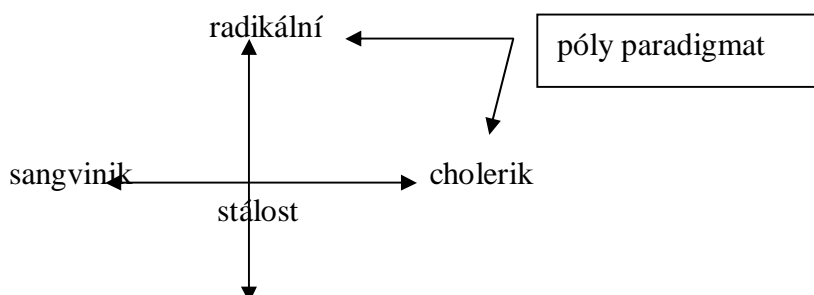 radikální
póly paradigmat
sangvinik
cholerik
stálost